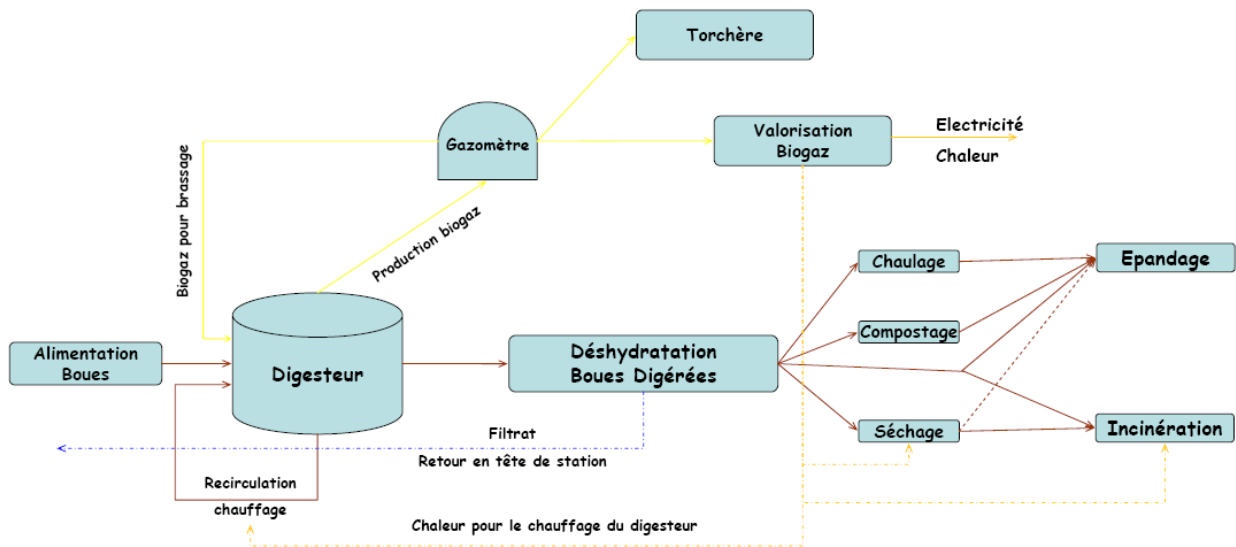 Torchère
Gazomètre
Valorisation
Biogaz
Electricité
Chaleur
Biogaz pour brassage
Production biogaz
Chaulage
Epandage
Compostage
Alimentation
Boues
Digesteur
Déshydratation
Boues Digérées
Séchage
Incinération
Filtrat
Retour en tête de station
Recirculation
chauffage
Chaleur pour le chauffage du digesteur